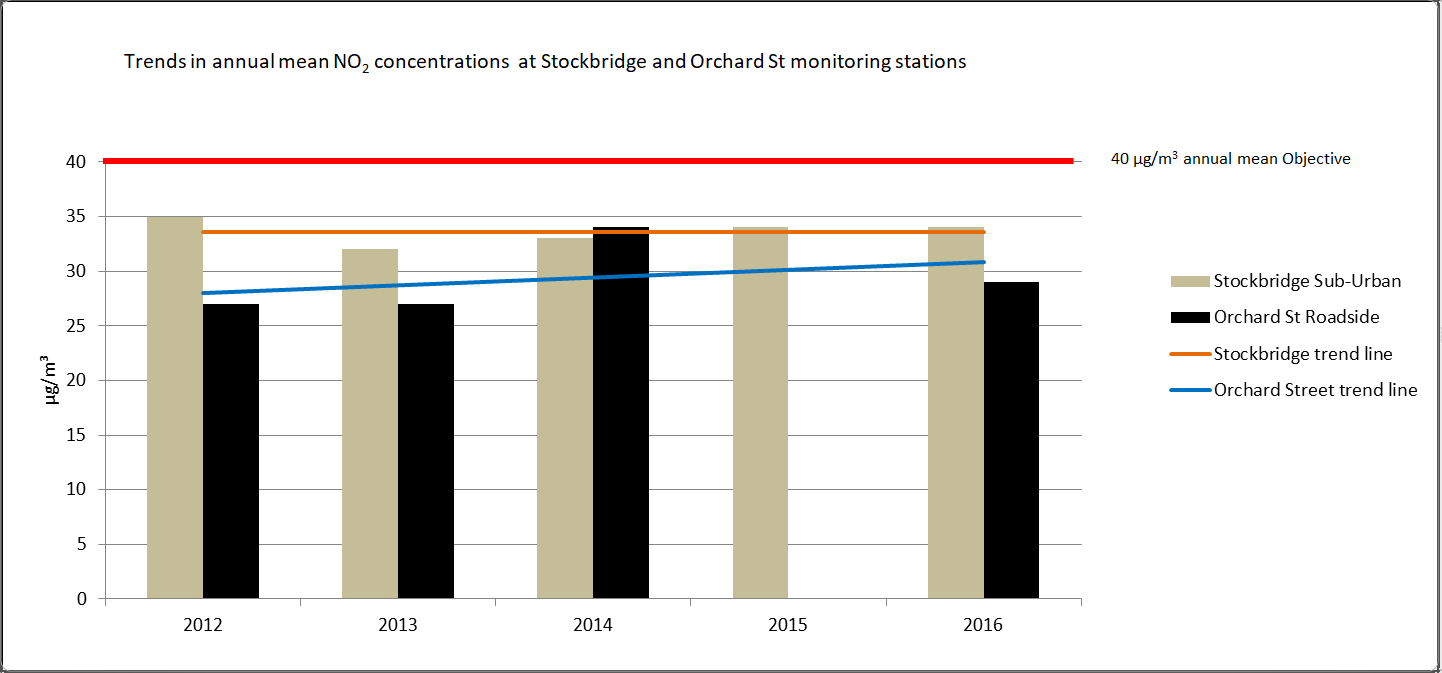 Trends in annual mean NO₂ concentrations at Stockbridge and Orchard St monitoring stations
40
40 µg/m³ annual mean Objective
35
30
25
20
15
10
5
0
µg/m³
2012 2013 2014 2015 2016
Stockbridge Sub-Urban
Orchard St Roadside
Stockbridge trend line
Orchard Street trend line